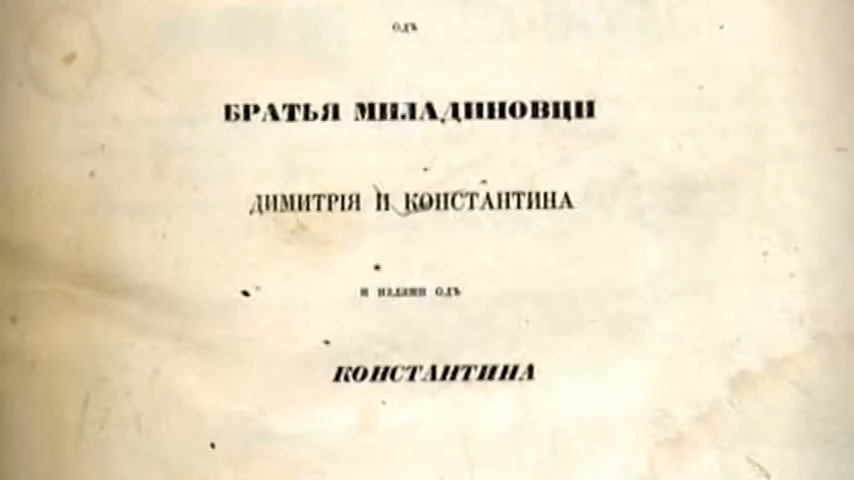 одъ
БРАТЬЯ МИЛАДИНОВЦИ
ДИМИТРІЯ И КОНСТАНТИНА
и издани одъ
КОНСТАНТИНА